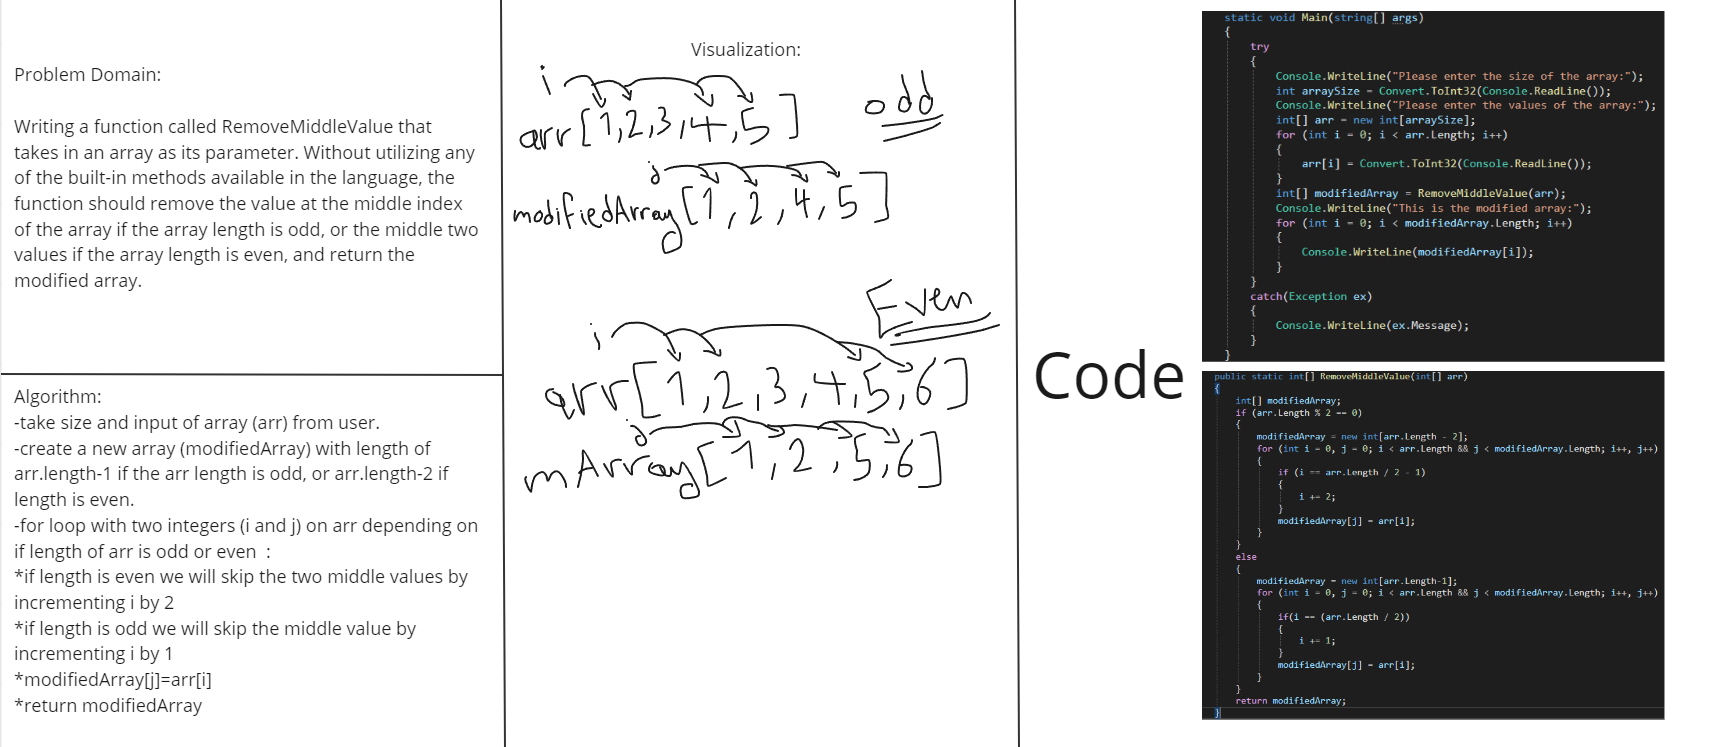 Problem Domain:
Writing a function called RemoveMiddleValue that
takes in an array as its parameter. Without utilizing any
of the built-in methods available in the language, the
function should remove the value at the middle index
of the array if the array length is odd, or the middle two
values if the array length is even, and return the
modified array.
Algorithm:
-take size and input of array (arr) from user.
-create a new array (modifiedArray) with length of
arr.length-1 if the arr length is odd, or arr.length-2 if
length is even.
-for loop with two integers (i and j) on arr depending on
if length of arr is odd or even  :
*if length is even we will skip the two middle values by
incrementing i by 2
*if length is odd we will skip the middle value by
incrementing i by 1
*modifiedArray[j]=arr[i]
*return modifiedArray
Visualization:
i
odd
arr[1,2,3,4,5]
j
modifiedArray[1,2,4,5]
Even
i
arr[1,2,3,4,5,6]
j
mArray[1,2,5,6]
Code
static void Main(string[] args)
{
try
{
Console.WriteLine("Please enter the size of the array:");
int arraySize = Convert.ToInt32(Console.ReadLine());
Console.WriteLine("Please enter the values of the array:");
int[] arr = new int[arraySize];
for (int i = 0; i < arr.Length; i++)
{
arr[i] = Convert.ToInt32(Console.ReadLine());
}
int[] modifiedArray = RemoveMiddleValue(arr);
Console.WriteLine("This is the modified array:");
for (int i = 0; i < modifiedArray.Length; i++)
{
Console.WriteLine(modifiedArray[i]);
}
}
catch(Exception ex)
{
Console.WriteLine(ex.Message);
}
}
public static int[] RemoveMiddleValue(int[] arr)
{
int[] modifiedArray;
if (arr.Length % 2 == 0)
{
modifiedArray = new int[arr.Length - 2];
for (int i = 0, j = 0; i < arr.Length && j < modifiedArray.Length; i++, j++)
{
if (i == arr.Length / 2 - 1)
{
i += 2;
}
modifiedArray[j] = arr[i];
}
}
else
{
modifiedArray = new int[arr.Length-1];
for (int i = 0, j = 0; i < arr.Length && j < modifiedArray.Length; i++, j++)
{
if(i == (arr.Length / 2))
{
i += 1;
}
modifiedArray[j] = arr[i];
}
}
return modifiedArray;
}